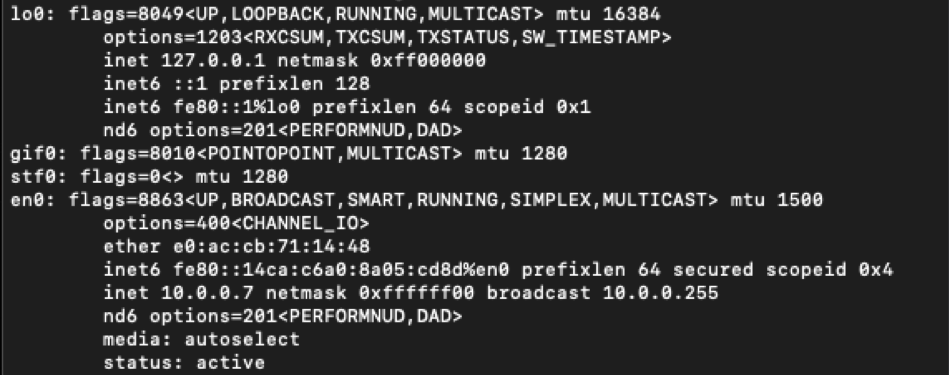 lo0: flags=8049<UP,LOOPBACK,RUNNING,MULTICAST> mtu 16384
options=1203<RXCSUM,TXCSUM,TXSTATUS,SW_TIMESTAMP>
inet 127.0.0.1 netmask 0xff000000
inet6 ::1 prefixlen 128
inet6 fe80::1%lo0 prefixlen 64 scopeid 0x1
nd6 options=201<PERFORMNUD,DAD>
gif0: flags=8010<POINTOPOINT,MULTICAST> mtu 1280
stf0: flags=0<> mtu 1280
en0: flags=8863<UP,BROADCAST,SMART,RUNNING,SIMPLEX,MULTICAST> mtu 1500
options=400<CHANNEL_IO>
ether e0:ac:cb:71:14:48
inet6 fe80::14ca:c6a0:8a05:cd8d%en0 prefixlen 64 secured scopeid 0x4
inet 10.0.0.7 netmask 0xffffff00 broadcast 10.0.0.255
nd6 options=201<PERFORMNUD,DAD>
media: autoselect
status: active